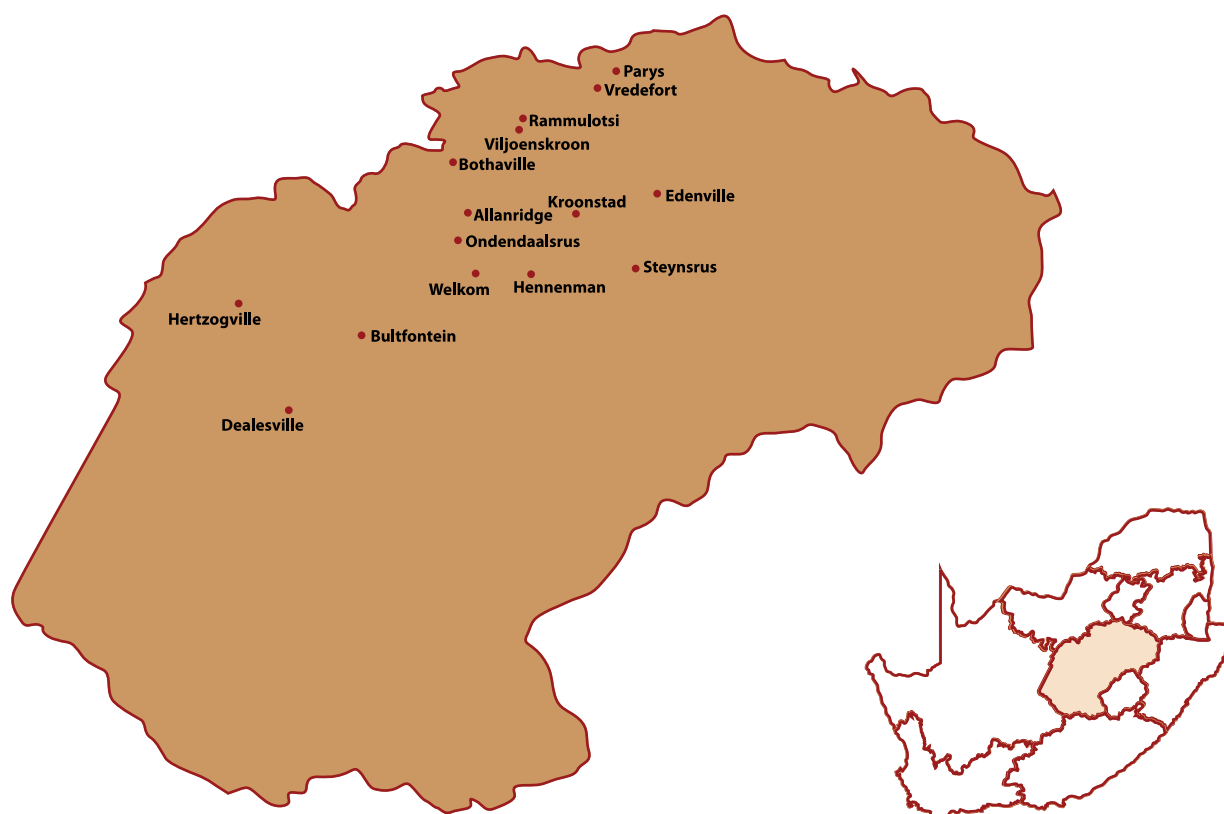 Parys
Vredefort
Rammulotsi
Viljoenskroon
Bothaville
Edenville
Kroonstad
Allanridge
Ondendaalsrus
Steynsrus
Welkom
Hennenman
Hertzogville
Bultfontein
Dealesville